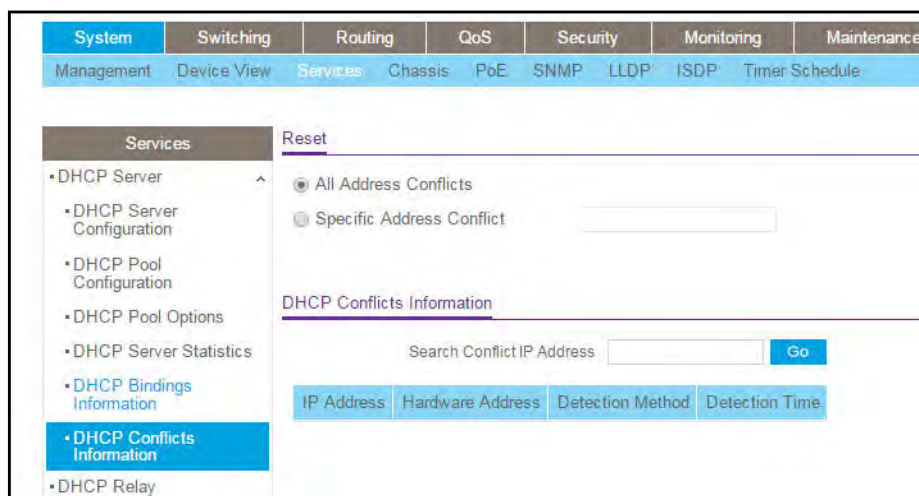 System Switching Routing QoS Security Monitoring Maintenance
Management Device View Services Chassis PoE SNMP LLDP ISDP Timer Schedule
Services
DHCP Server
DHCP Server
Configuration
DHCP Pool
Configuration
DHCP Pool Options
DHCP Server Statistics
DHCP Bindings
Information
DHCP Conflicts
Information
DHCP Relay
Reset
All Address Conflicts
Specific Address Conflict
DHCP Conflicts Information
Search Conflict IP Address Go
IP Address Hardware Address Detection Method Detection Time